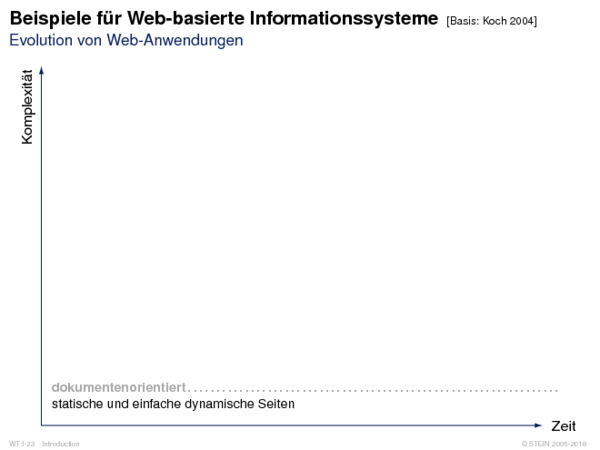 Beispiele für Web-basierte Informationssysteme [Basis: Koch 2004]
Evolution von Web-Anwendungen
Komplexität
dokumentenorientiert
statische und einfache dynamische Seiten
Zeit
WT:I-23 Introduction
© STEIN 2005-2018